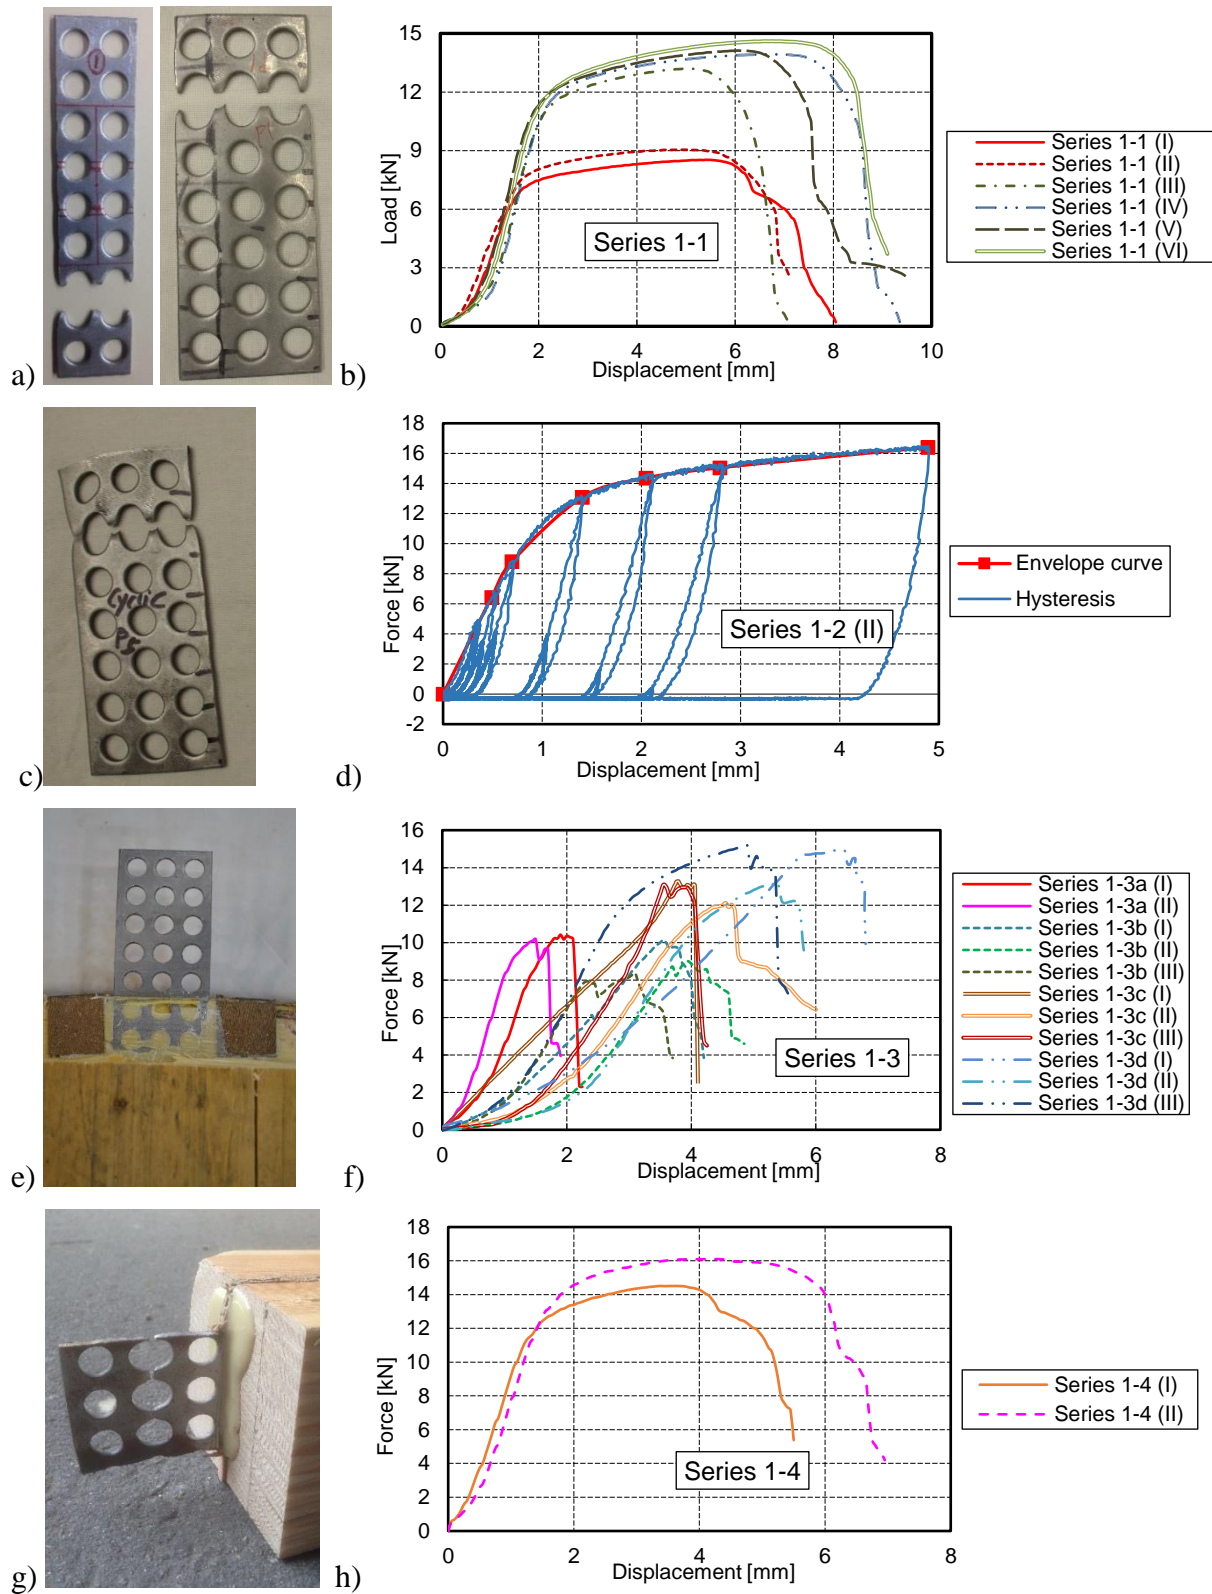 a)
1
b)
15
12
9
6
3
0
Load [kN]
0 2 4 6 8 10
Displacement [mm]
Series 1-1
Series 1-1 (I)
Series 1-1 (II)
Series 1-1 (III)
Series 1-1 (IV)
Series 1-1 (V)
Series 1-1 (VI)
c)
Cyclic
P5
d)
18
16
14
12
10
8
6
4
2
0
-2
Force [kN]
0 1 2 3 4 5
Displacement [mm]
Series 1-2 (II)
Envelope curve
Hysteresis
e)
f)
16
14
12
10
8
6
4
2
0
Force [kN]
0 2 4 6 8
Displacement [mm]
Series 1-3
Series 1-3a (I)
Series 1-3a (II)
Series 1-3b (I)
Series 1-3b (II)
Series 1-3b (III)
Series 1-3c (I)
Series 1-3c (II)
Series 1-3c (III)
Series 1-3d (I)
Series 1-3d (II)
Series 1-3d (III)
g)
h)
18
16
14
12
10
8
6
4
2
0
Force [kN]
0 2 4 6 8
Displacement [mm]
Series 1-4
Series 1-4 (I)
Series 1-4 (II)